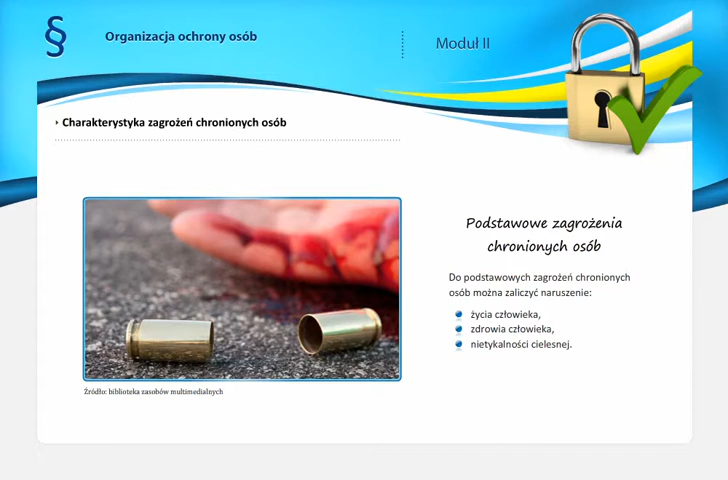 §
Organizacja ochrony osób
Moduł II
Charakterystyka zagrożeń chronionych osób
Podstawowe zagrożenia
chronionych osób
Do podstawowych zagrożeń chronionych
osób można zaliczyć naruszenie:
życia człowieka,
zdrowia człowieka,
nietykalności cielesnej.
Źródło: biblioteka zasobów multimedialnych